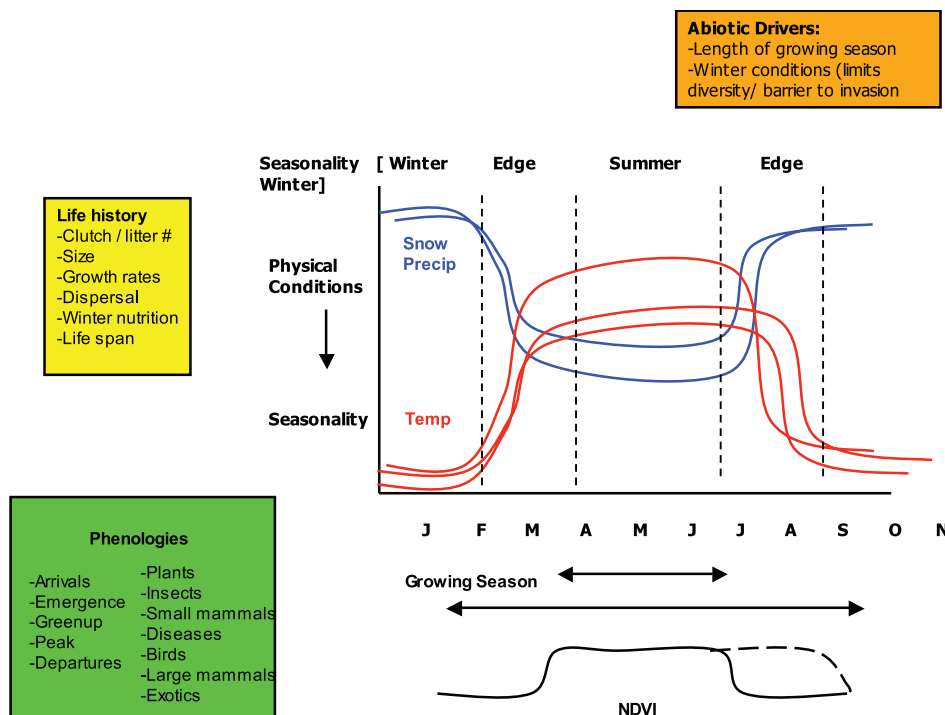 Abiotic Drivers:
-Length of growing season
-Winter conditions (limits
diversity/ barrier to invasion
Seasonality [ Winter Edge Summer Edge
Winter]
Life history
-Clutch / litter #
-Size
-Growth rates
-Dispersal
-Winter nutrition
-Life span
Snow
Precip
Physical
Conditions
Seasonality
Temp
J F M A M J J A S O N
Phenologies
-Arrivals
-Emergence
-Greenup
-Peak
-Departures
-Plants
-Insects
-Small mammals
-Diseases
-Birds
-Large mammals
-Exotics
Growing Season
NDVI